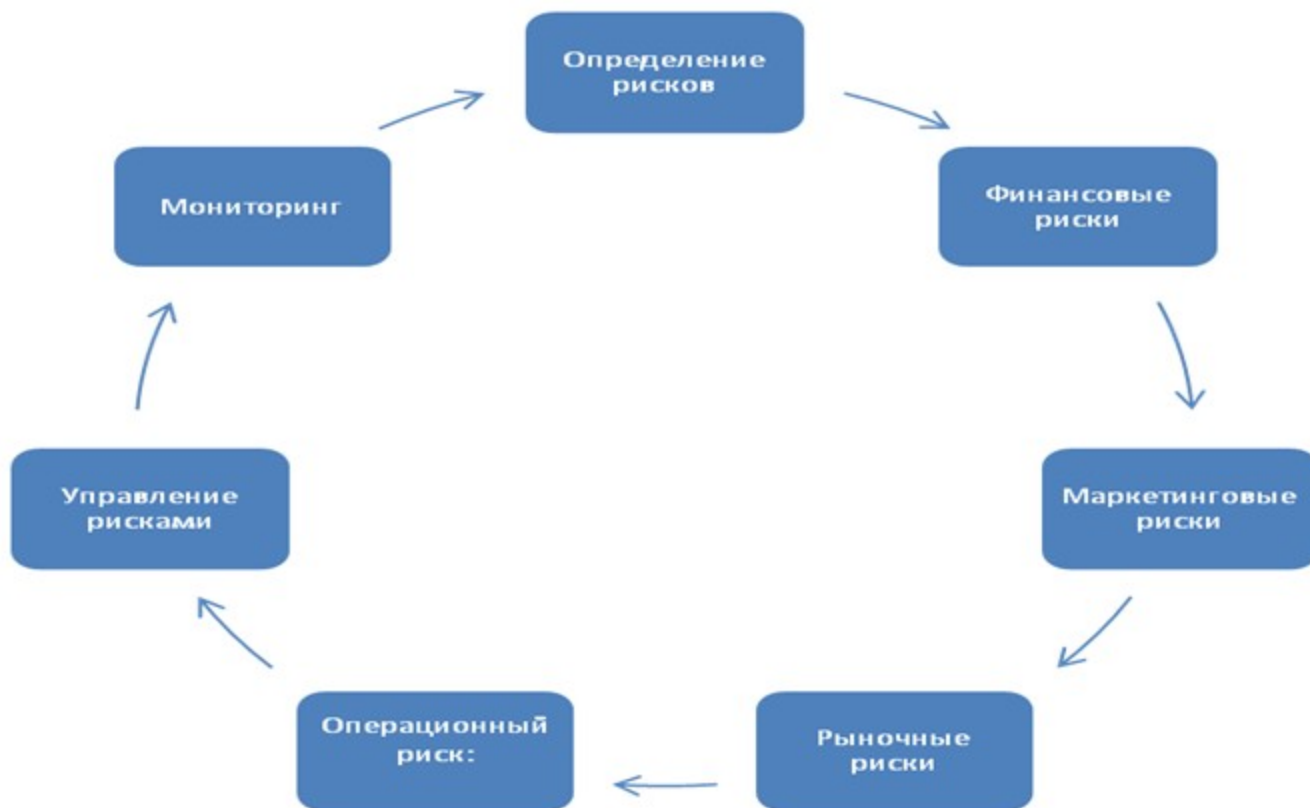 Определение
рисков
Финансовые
риски
Маркетинговые
риски
Рыночные
риски
Операционный
риск:
Управление
рисками
Мониторинг